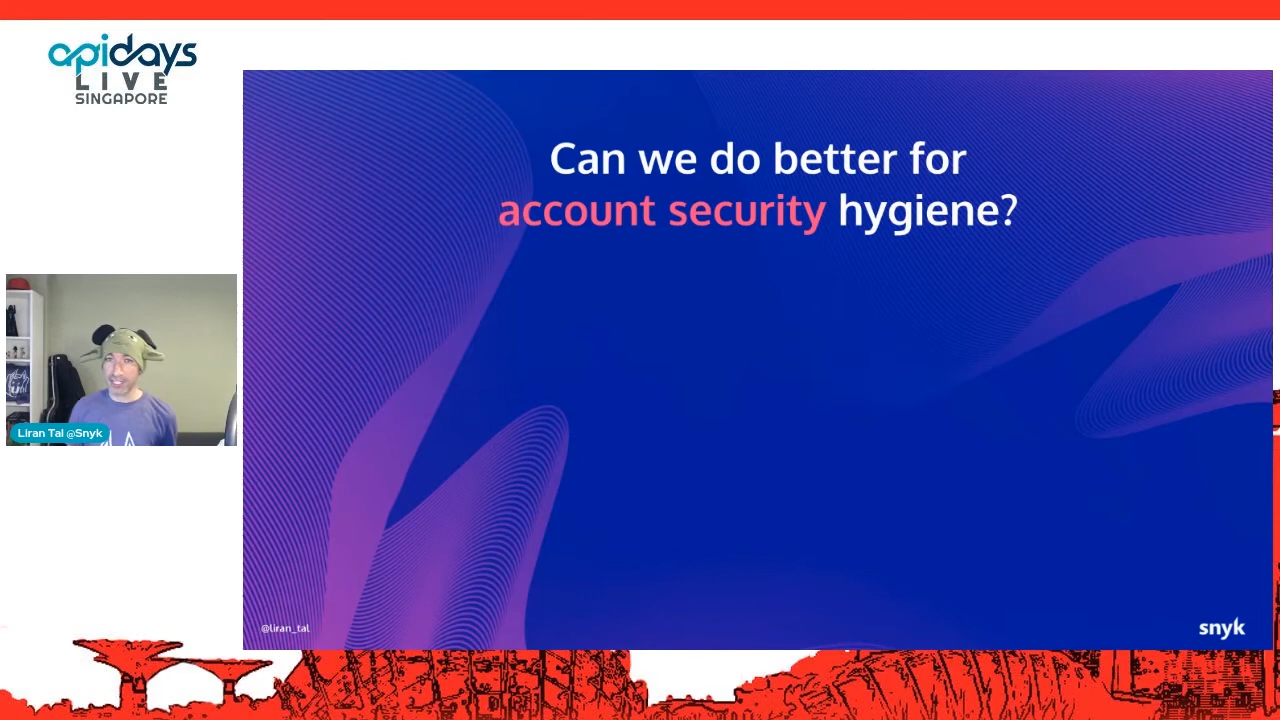 apidays
LIVE
SINGAPORE
Can we do better for
account security hygiene?
Liran Tal @Snyk
@liran_tal
snyk